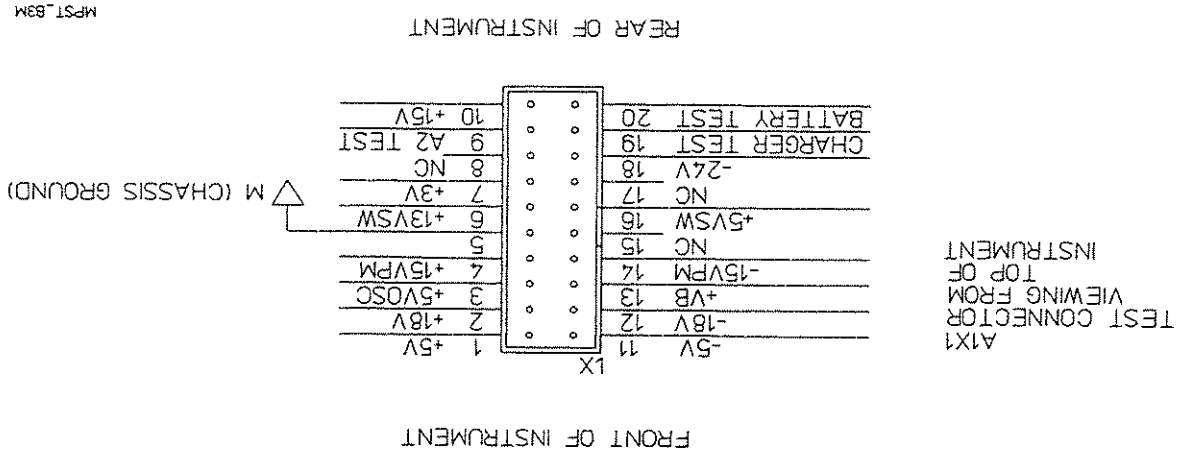 FRONT OF INSTRUMENT
A1X1
TEST CONNECTOR
VIEWING FROM
TOP OF
INSTRUMENT
X1
-5V 11 1 +5V
-18V 12 2 +18V
+VB 13 3 +5VOSC
-15VPM 14 4 +15VPM
NC 15 5
+5VSW 16 6 +13VSW
NC 17 7 +3V
-24V 18 8 NC
CHARGER TEST 19 9 A2 TEST
BATTERY TEST 20 10 +15V
M (CHASSIS GROUND)
REAR OF INSTRUMENT
MPST_B3M